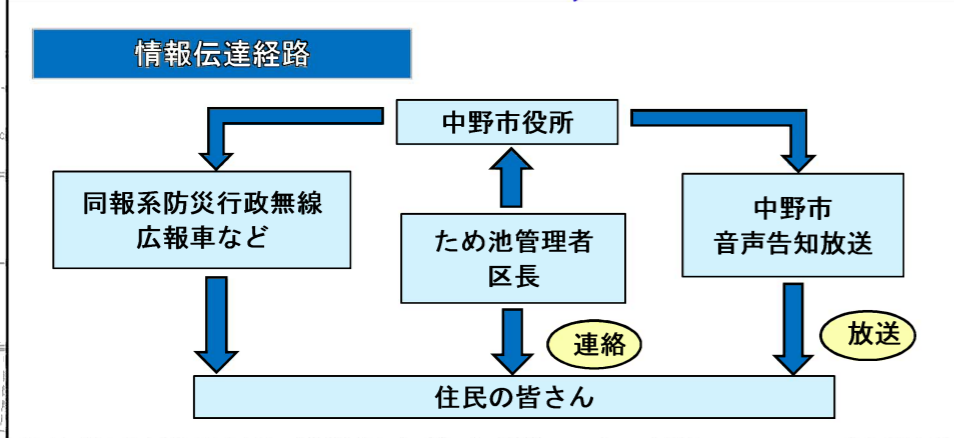 情報伝達経路
中野市役所
同報系防災行政無線
広報車など
ため池管理者
区長
中野市
音声告知放送
連絡
放送
住民の皆さん